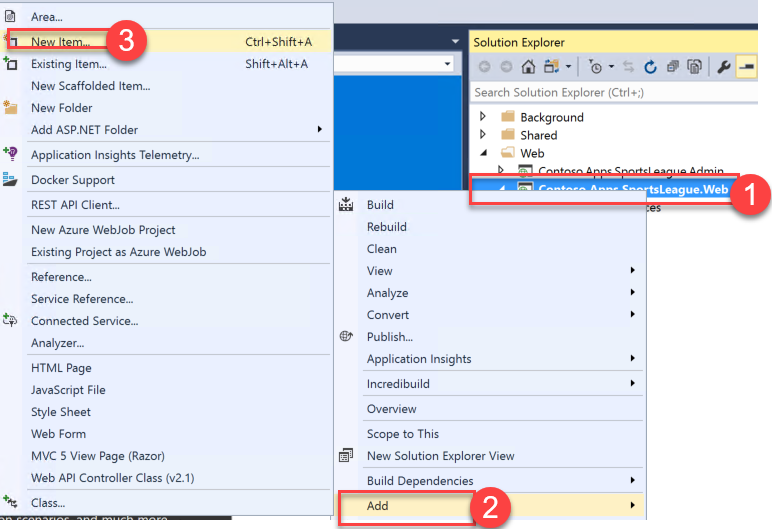 Area...
New Item... Ctrl+Shift+A
3
Existing Item... Shift+Alt+A
New Scaffolded Item...
New Folder
Add ASP.NET Folder
Application Insights Telemetry...
Docker Support
REST API Client...
New Azure WebJob Project
Existing Project as Azure WebJob
Reference...
Service Reference...
Connected Service...
Analyzer...
HTML Page
JavaScript File
Style Sheet
Web Form
MVC 5 View Page (Razor)
Web API Controller Class (v2.1)
Class...
on scenarios, and much more
Solution Explorer
Search Solution Explorer (Ctrl+;)
Background
Shared
Web
Contoso.Apps.SportsLeague.Admin
Contoso.Apps.SportsLeague.Web
1
ces
Build
Rebuild
Clean
View
Analyze
Convert
Publish...
Application Insights
Incredibuild
Overview
Scope to This
New Solution Explorer View
Build Dependencies
Add
2